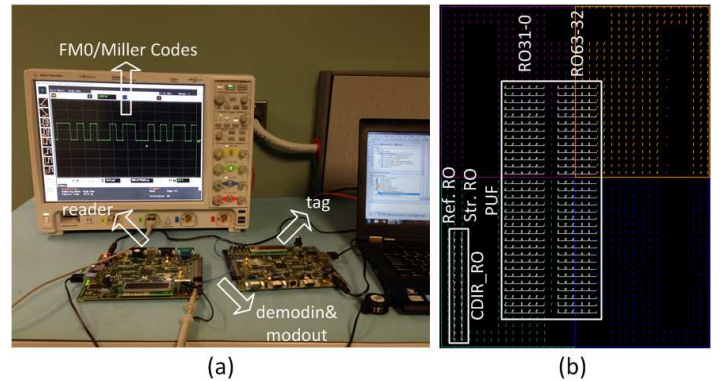 FM0/Miller Codes
reader
tag
demodin&
modout
(a)
RO31-0
RO63-32
Ref. RO
Str. RO
PUF
CDIR_RO
(b)